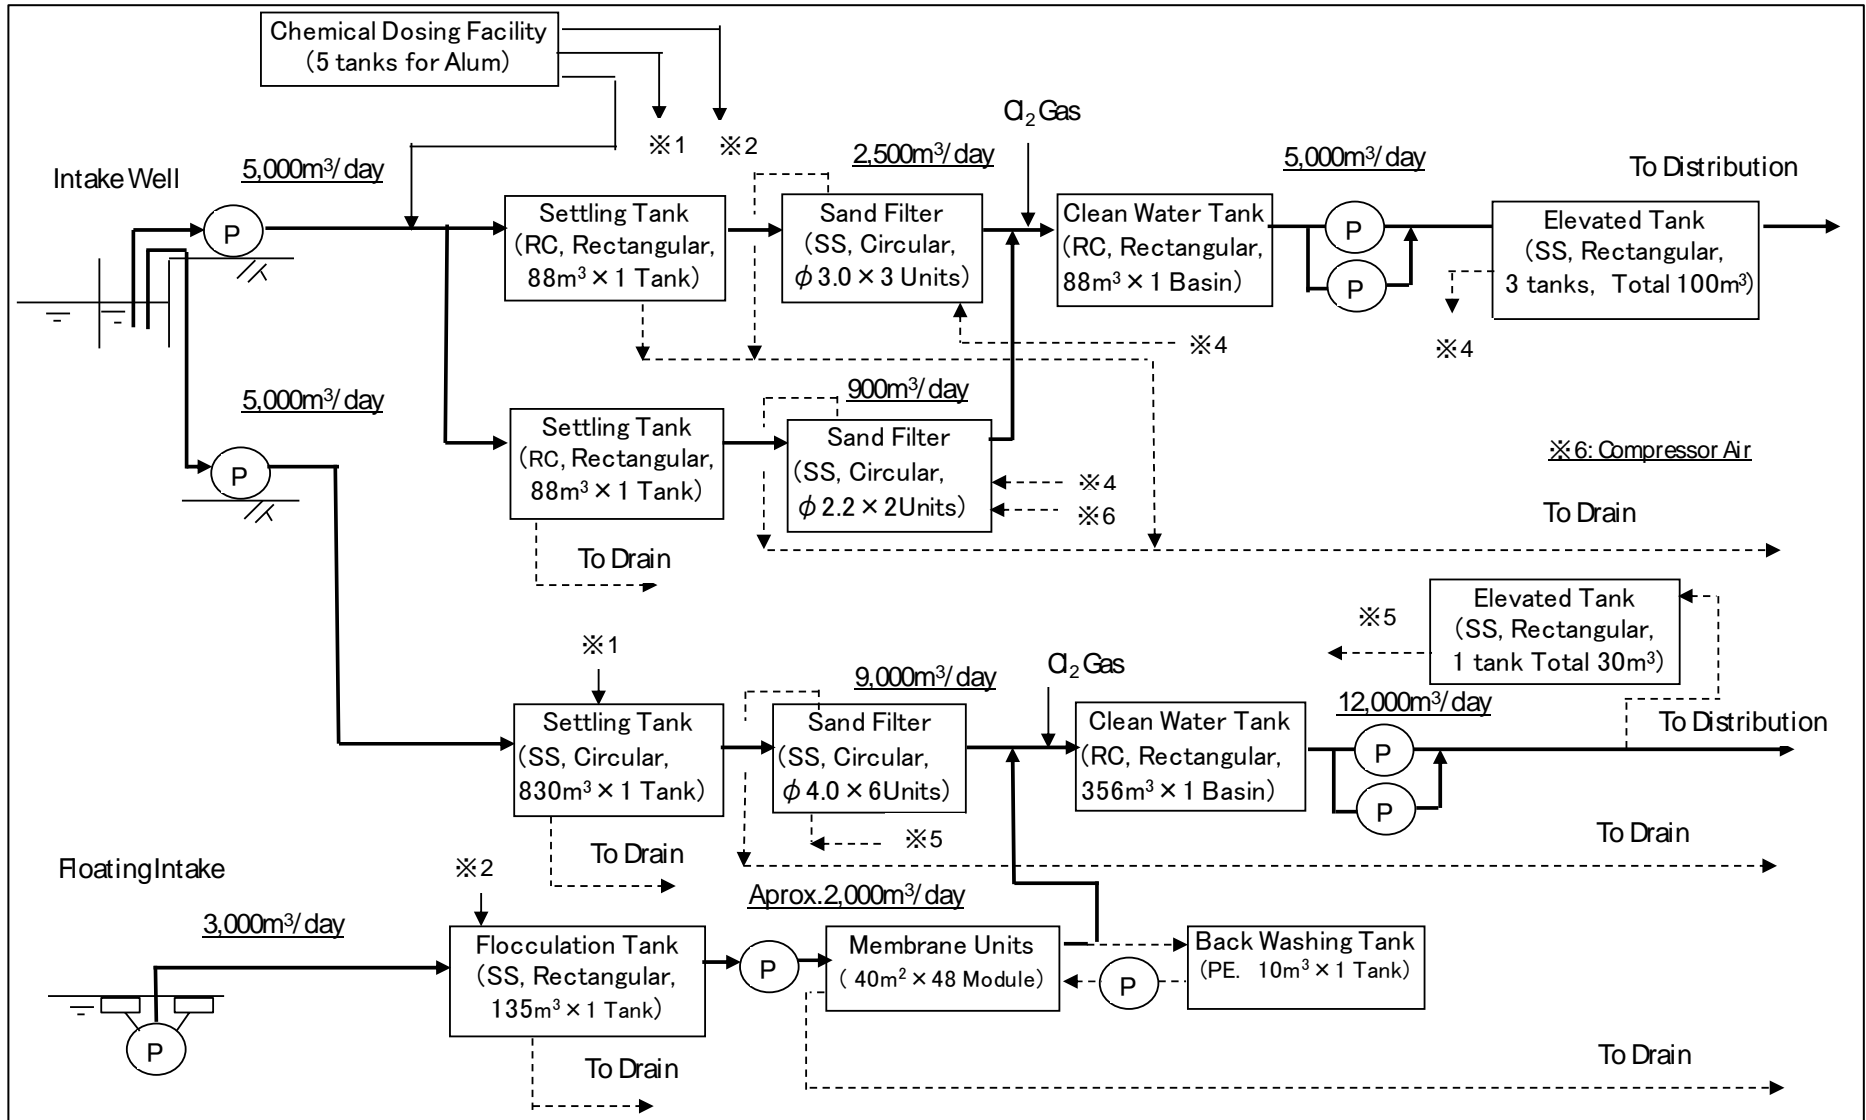 Chemical Dosing Facility
(5 tanks for Alum)
Cl₂ Gas
※1
※2
5,000m³/day
2,500m³/day
5,000m³/day
To Distribution
Intake Well
P
Settling Tank
(RC, Rectangular,
88m³×1 Tank)
Sand Filter
(SS, Circular,
φ3.0×3 Units)
Clean Water Tank
(RC, Rectangular,
88m³×1 Basin)
P
P
Elevated Tank
(SS, Rectangular,
3 tanks, Total 100m³)
※4
※4
5,000m³/day
900m³/day
P
Settling Tank
(RC, Rectangular,
88m³×1 Tank)
Sand Filter
(SS, Circular,
φ2.2×2Units)
※4
※6
※6: Compressor Air
To Drain
To Drain
Elevated Tank
(SS, Rectangular,
1 tank Total 30m³)
※5
※1
9,000m³/day
Cl₂ Gas
12,000m³/day
To Distribution
Settling Tank
(SS, Circular,
830m³×1 Tank)
Sand Filter
(SS, Circular,
φ4.0×6Units)
Clean Water Tank
(RC, Rectangular,
356m³×1 Basin)
P
P
※5
To Drain
To Drain
Floating Intake
※2
Aprox.2,000m³/day
3,000m³/day
Flocculation Tank
(SS, Rectangular,
135m³×1 Tank)
P
Membrane Units
(40m²×48 Module)
P
Back Washing Tank
(PE. 10m³×1 Tank)
P
To Drain
To Drain